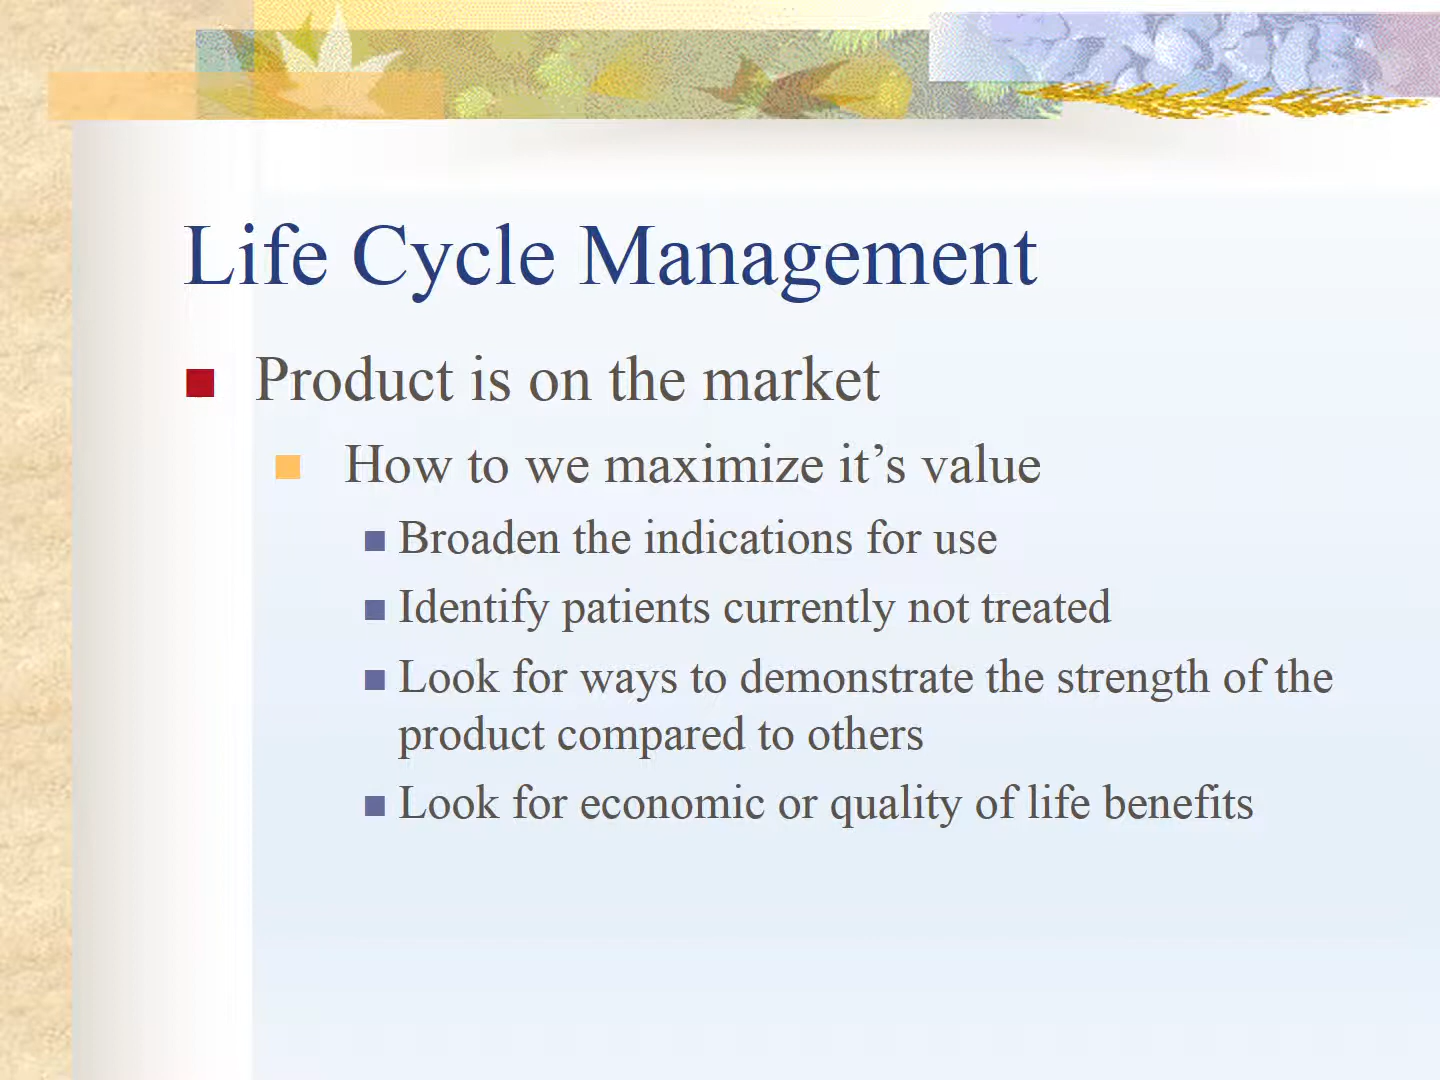 Life Cycle Management
Product is on the market
How to we maximize it’s value
Broaden the indications for use
Identify patients currently not treated
Look for ways to demonstrate the strength of the
product compared to others
Look for economic or quality of life benefits